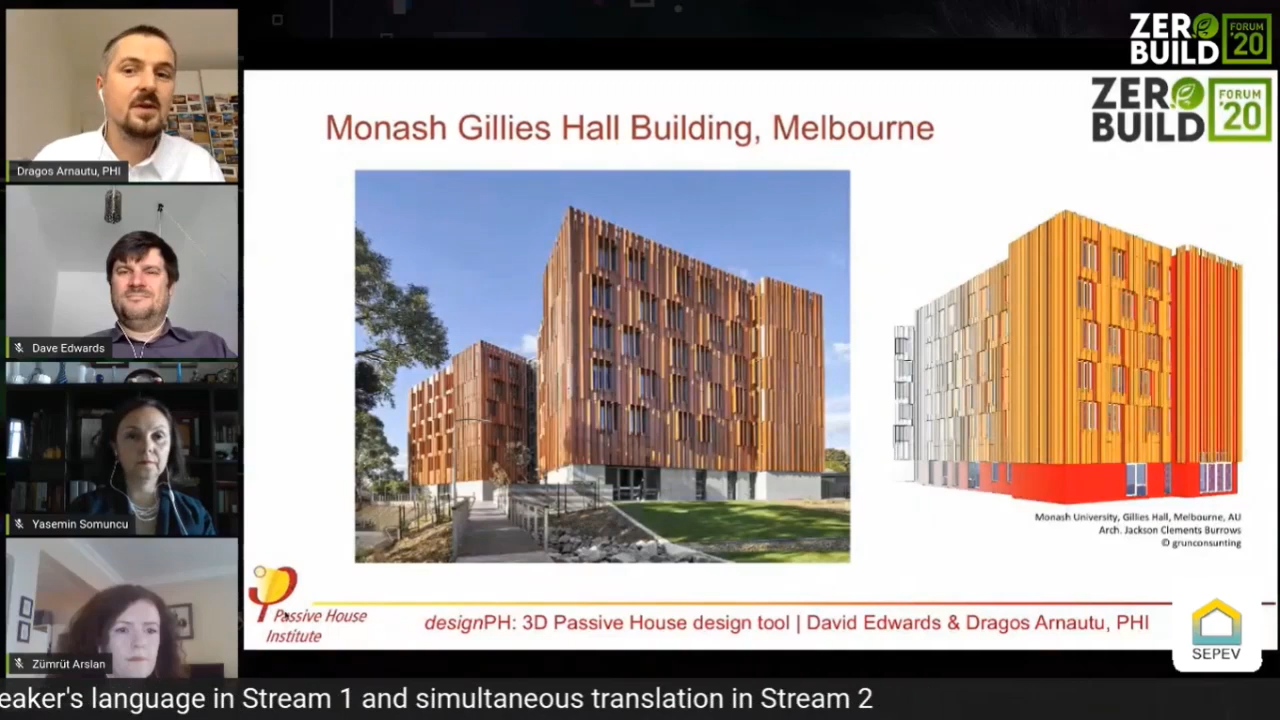 ZERO BUILD FORUM '20
ZERO BUILD FORUM '20
Monash Gillies Hall Building, Melbourne
Dragos Arnautu, PHI
Dave Edwards
Yasemin Somuncu
Zümrüt Arslan
Monash University, Gillies Hall, Melbourne, AU
Arch. Jackson Clements Burrows
© grunconsunting
Passive House
Institute
designPH: 3D Passive House design tool | David Edwards & Dragos Arnautu, PHI
SEPEV
eaker's language in Stream 1 and simultaneous translation in Stream 2